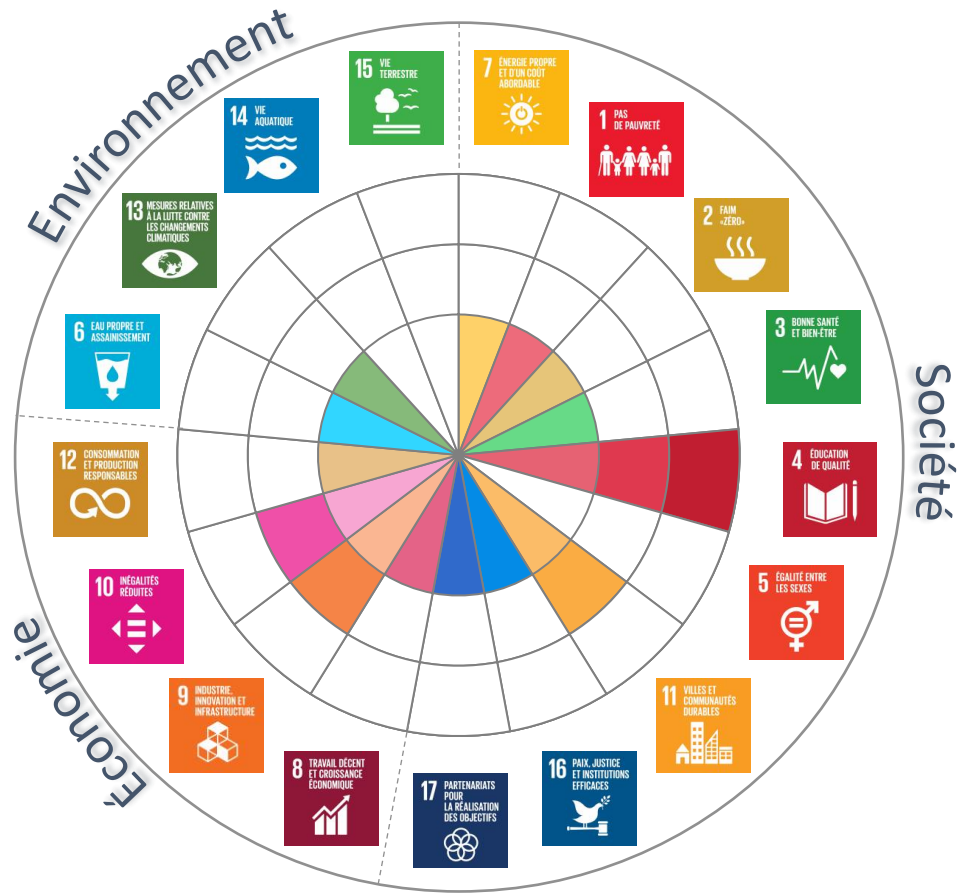 Environnement
15 VIE
TERRESTRE
7 ÉNERGIE PROPRE
ET D'UN COÛT
ABORDABLE
14 VIE
AQUATIQUE
1 PAS
DE PAUVRETÉ
13 MESURES RELATIVES
À LA LUTTE CONTRE
LES CHANGEMENTS
CLIMATIQUES
2 FAIM
«ZÉRO»
6 EAU PROPRE ET
ASSAINISSEMENT
3 BONNE SANTÉ
ET BIEN-ÊTRE
Société
12 CONSOMMATION
ET PRODUCTION
RESPONSABLES
4 ÉDUCATION
DE QUALITÉ
10 INÉGALITÉS
RÉDUITES
5 ÉGALITÉ ENTRE
LES SEXES
Économie
9 INDUSTRIE,
INNOVATION ET
INFRASTRUCTURE
11 VILLES ET
COMMUNAUTÉS
DURABLES
8 TRAVAIL DÉCENT
ET CROISSANCE
ÉCONOMIQUE
17 PARTENARIATS
POUR
LA RÉALISATION
DES OBJECTIFS
16 PAIX, JUSTICE
ET INSTITUTIONS
EFFICACES